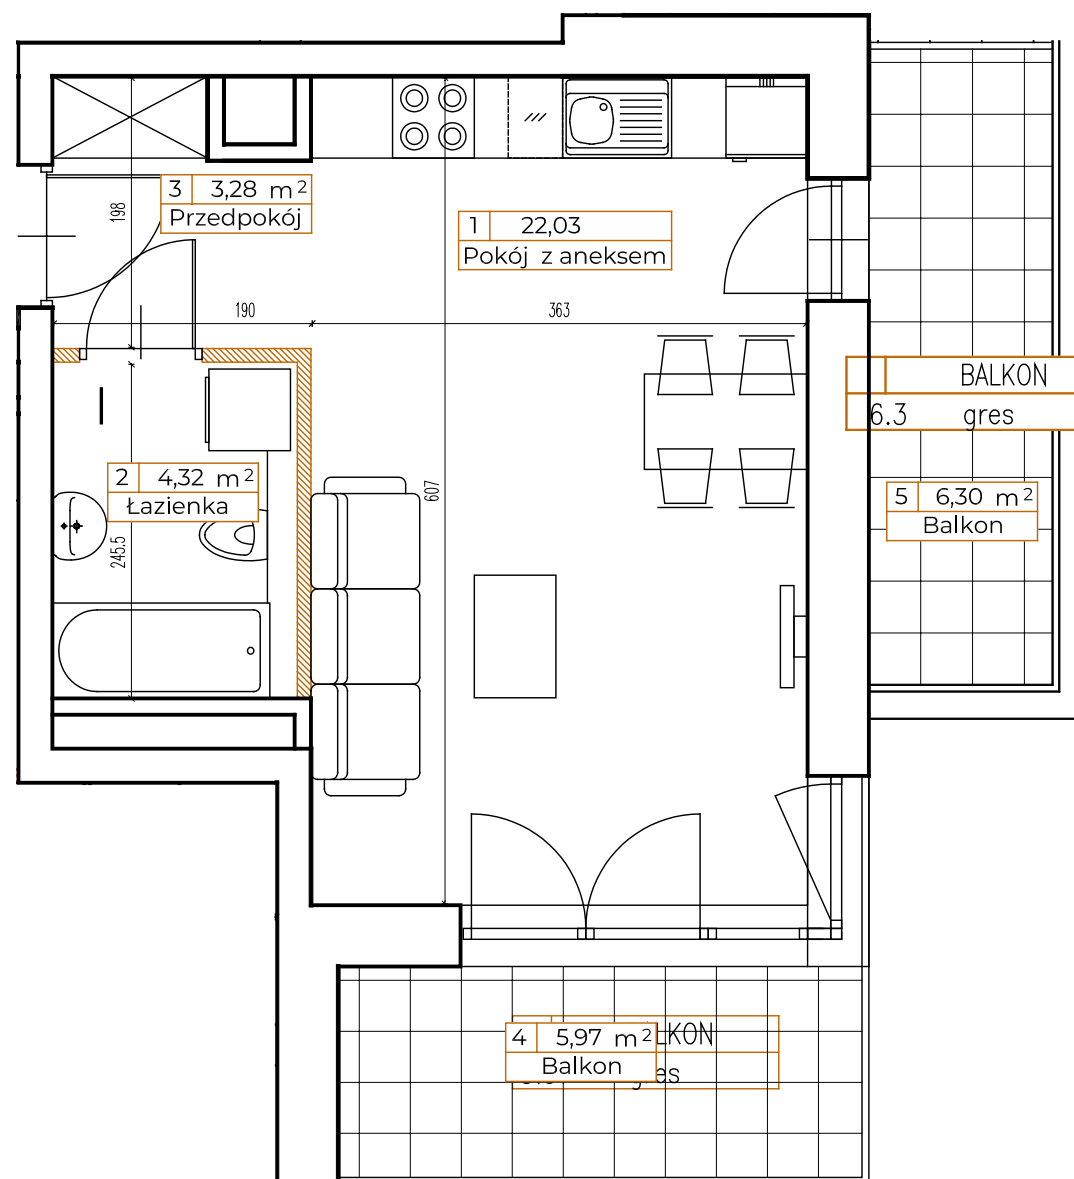 3 3,28 m²
Przedpokój
198
1 22,03
Pokój z aneksem
190
363
BALKON
6.3 gres
2 4,32 m²
Łazienka
607
5 6,30 m²
Balkon
245.5
4 5,97 m²
LKON
Balkon